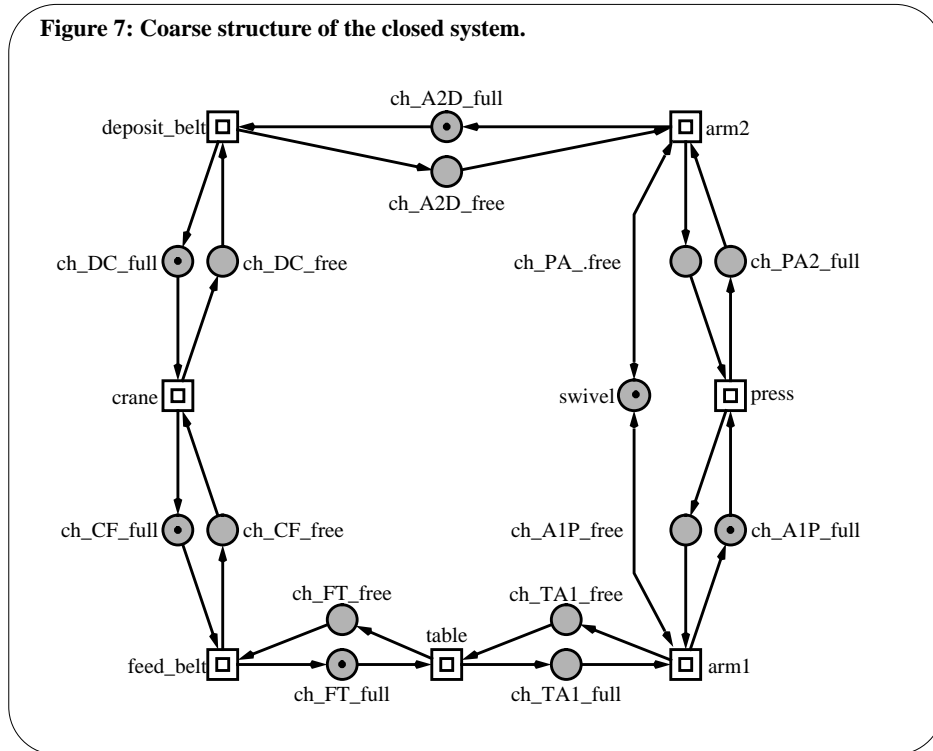 Figure 7: Coarse structure of the closed system.
ch_A2D_full
deposit_belt
arm2
ch_A2D_free
ch_DC_full
ch_DC_free
ch_PA_.free
ch_PA2_full
crane
swivel
press
ch_CF_full
ch_CF_free
ch_A1P_free
ch_A1P_full
ch_FT_free
ch_TA1_free
table
feed_belt
arm1
ch_FT_full
ch_TA1_full